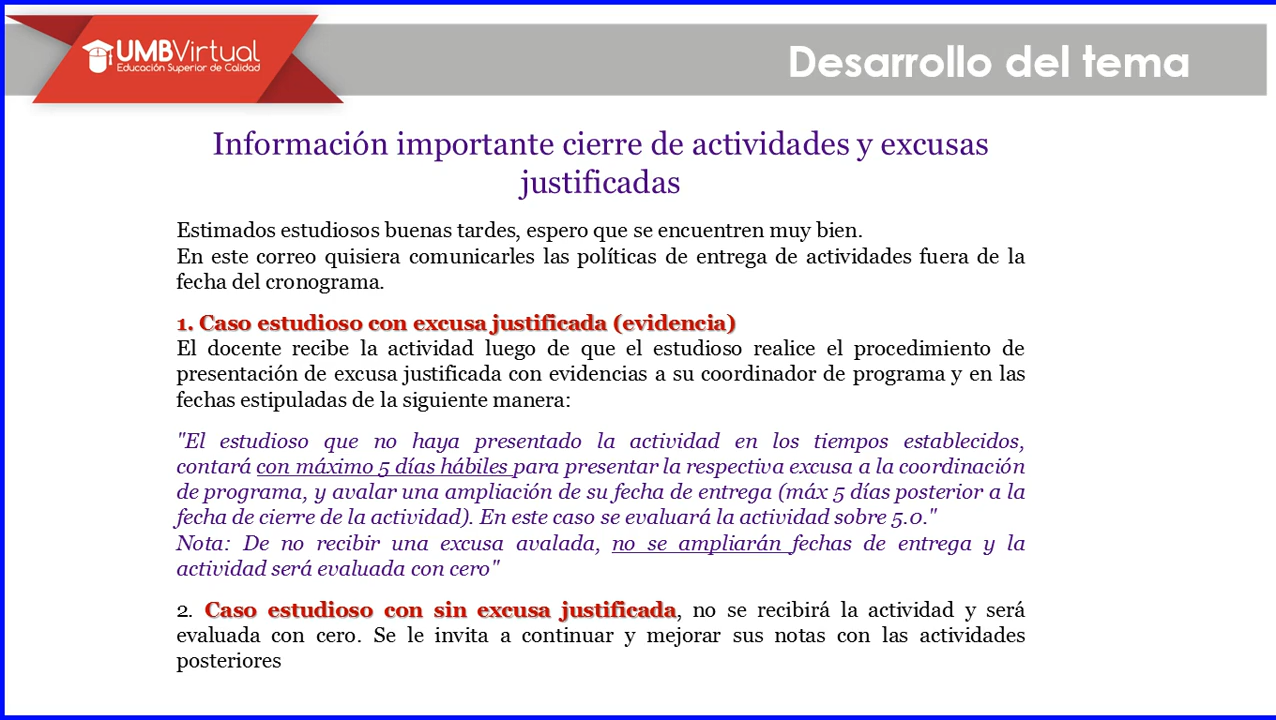 UMBVirtual
Educación Superior de Calidad
Desarrollo del tema
Información importante cierre de actividades y excusas
justificadas
Estimados estudiosos buenas tardes, espero que se encuentren muy bien.
En este correo quisiera comunicarles las políticas de entrega de actividades fuera de la
fecha del cronograma.
1. Caso estudioso con excusa justificada (evidencia)
El docente recibe la actividad luego de que el estudioso realice el procedimiento de
presentación de excusa justificada con evidencias a su coordinador de programa y en las
fechas estipuladas de la siguiente manera:
"El estudioso que no haya presentado la actividad en los tiempos establecidos,
contará con máximo 5 días hábiles para presentar la respectiva excusa a la coordinación
de programa, y avalar una ampliación de su fecha de entrega (máx 5 días posterior a la
fecha de cierre de la actividad). En este caso se evaluará la actividad sobre 5.0."
Nota: De no recibir una excusa avalada, no se ampliarán fechas de entrega y la
actividad será evaluada con cero"
2. Caso estudioso con sin excusa justificada, no se recibirá la actividad y será
evaluada con cero. Se le invita a continuar y mejorar sus notas con las actividades
posteriores